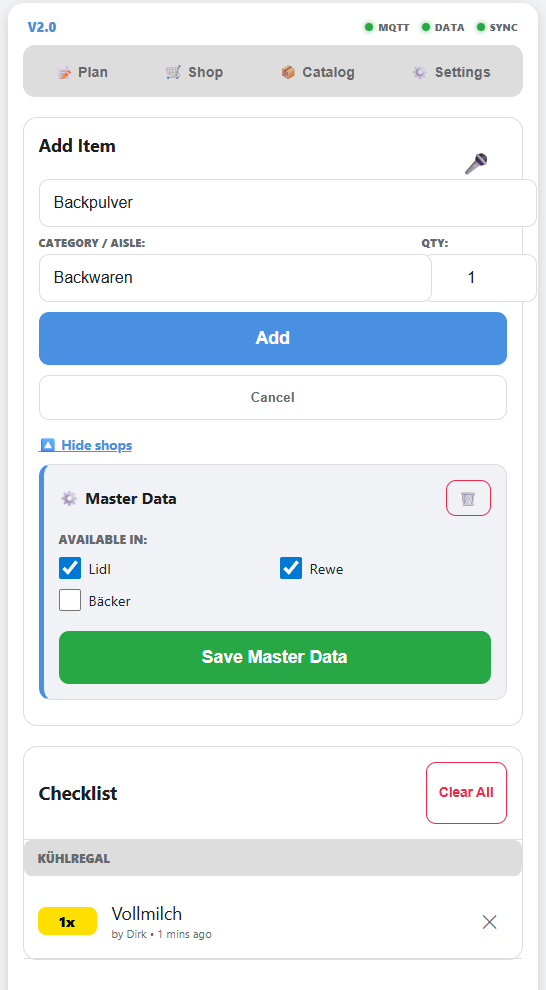 V2.0 MQTT DATA SYNC
Plan Shop Catalog Settings
Add Item
Backpulver
CATEGORY / AISLE: QTY:
Backwaren 1
Add
Cancel
Hide shops
Master Data
AVAILABLE IN:
Lidl Rewe
Bäcker
Save Master Data
Checklist Clear All
KÜHLREGAL
1x Vollmilch
by Dirk • 1 mins ago